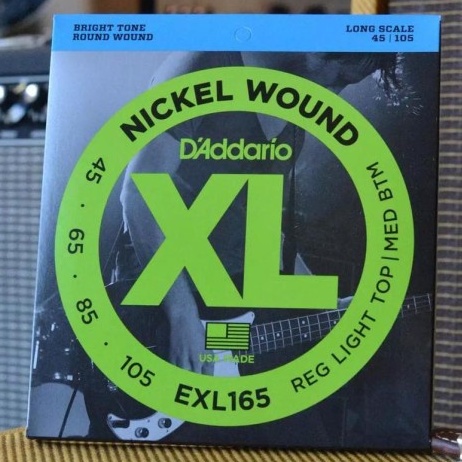 BRIGHT TONE
ROUND WOUND
LONG SCALE
45 | 105
NICKEL WOUND
D'Addario
XL
45 · 65 · 85 · 105
REG LIGHT TOP | MED BTM
USA MADE
EXL165